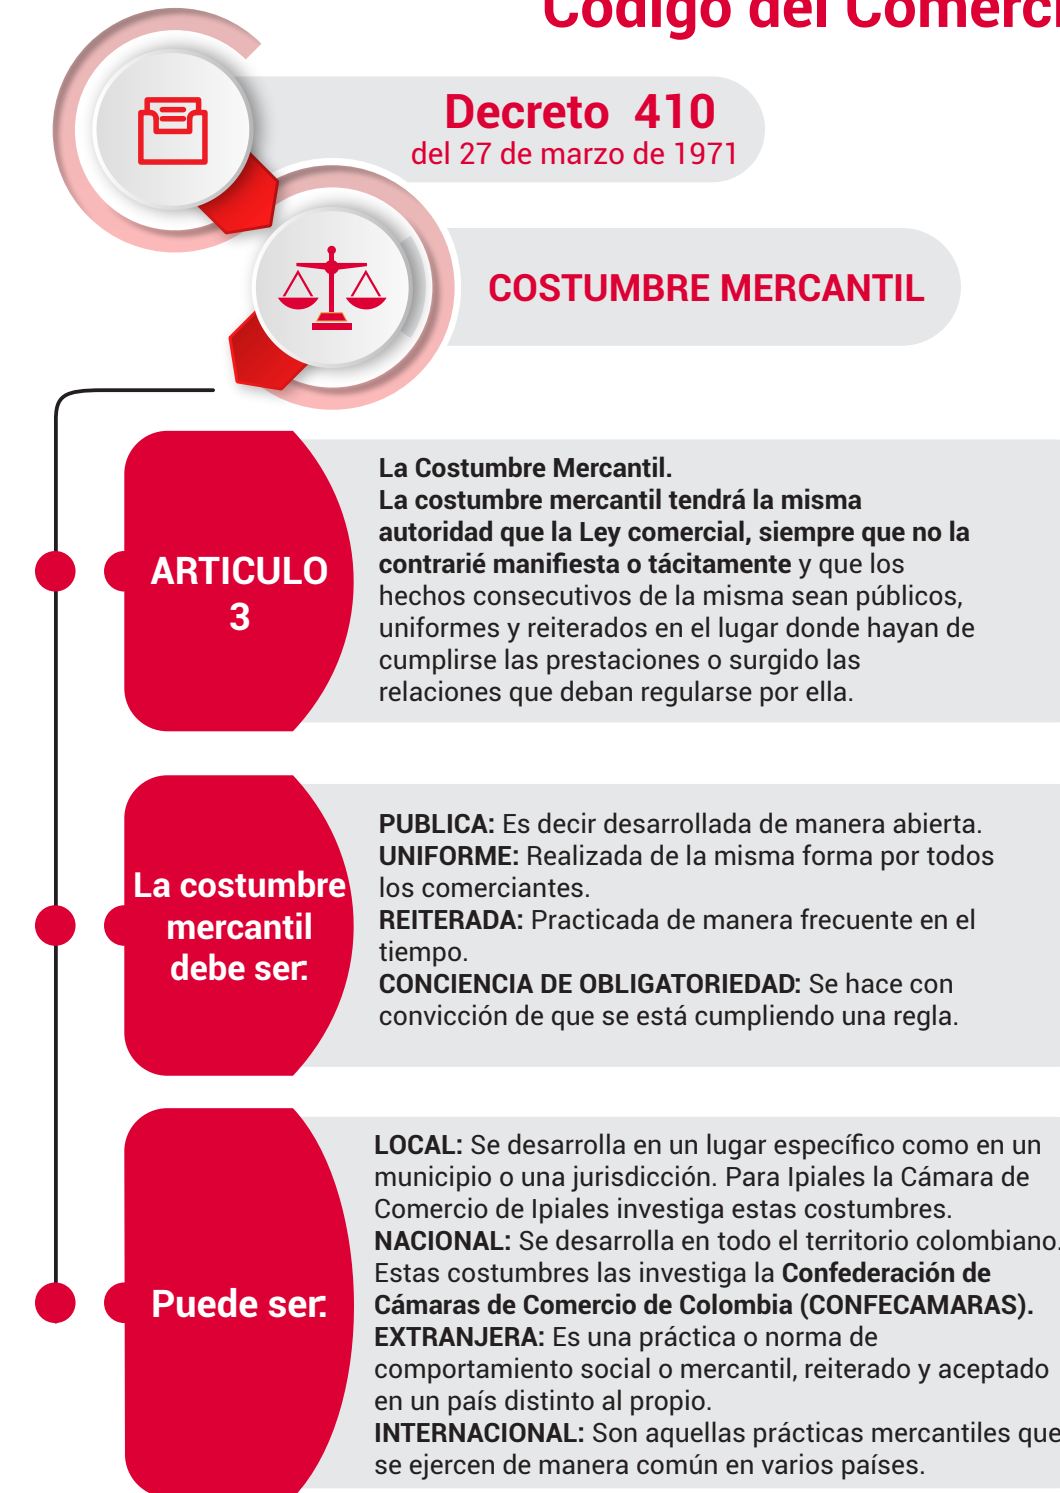 Código del Comerci
Decreto 410
del 27 de marzo de 1971
COSTUMBRE MERCANTIL
ARTICULO
3
La Costumbre Mercantil.
La costumbre mercantil tendrá la misma
autoridad que la Ley comercial, siempre que no la
contrarié manifiesta o tácitamente y que los
hechos consecutivos de la misma sean públicos,
uniformes y reiterados en el lugar donde hayan de
cumplirse las prestaciones o surgido las
relaciones que deban regularse por ella.
La costumbre
mercantil
debe ser:
PUBLICA: Es decir desarrollada de manera abierta.
UNIFORME: Realizada de la misma forma por todos
los comerciantes.
REITERADA: Practicada de manera frecuente en el
tiempo.
CONCIENCIA DE OBLIGATORIEDAD: Se hace con
convicción de que se está cumpliendo una regla.
Puede ser:
LOCAL: Se desarrolla en un lugar específico como en un
municipio o una jurisdicción. Para Ipiales la Cámara de
Comercio de Ipiales investiga estas costumbres.
NACIONAL: Se desarrolla en todo el territorio colombiano.
Estas costumbres las investiga la Confederación de
Cámaras de Comercio de Colombia (CONFECAMARAS).
EXTRANJERA: Es una práctica o norma de
comportamiento social o mercantil, reiterado y aceptado
en un país distinto al propio.
INTERNACIONAL: Son aquellas prácticas mercantiles que
se ejercen de manera común en varios países.